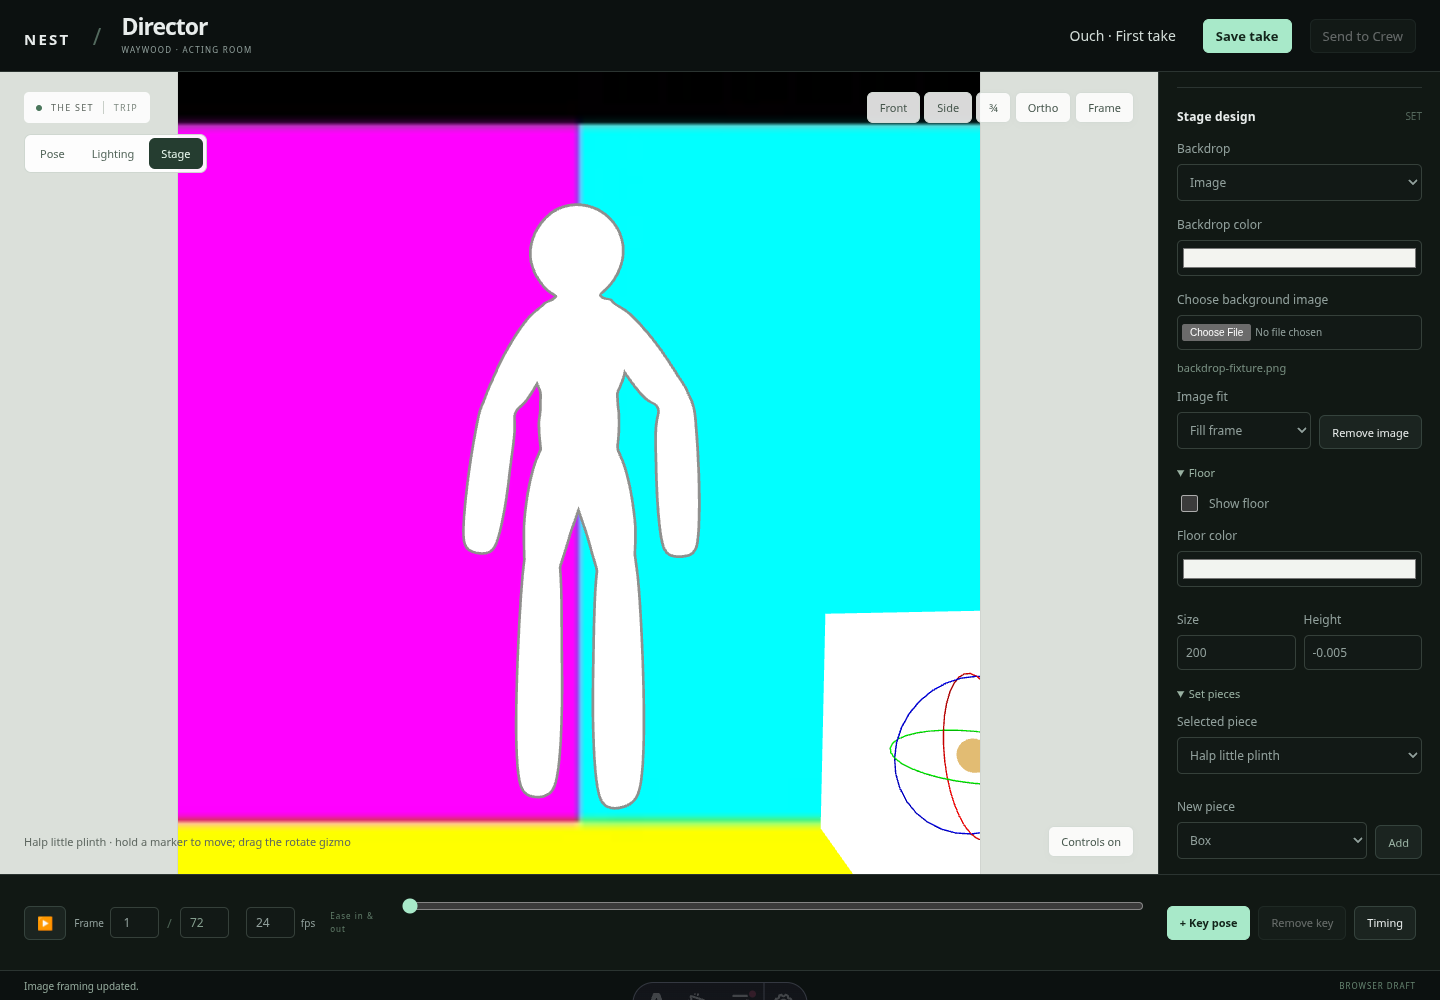 NEST / Director
WAYWOOD · ACTING ROOM
Ouch · First take
Save take
Send to Crew
THE SET | TRIP
Pose
Lighting
Stage
Front
Side
¾
Ortho
Frame
Halp little plinth · hold a marker to move; drag the rotate gizmo
Controls on
Stage design
SET
Backdrop
Image
Backdrop color
Choose background image
Choose File No file chosen
backdrop-fixture.png
Image fit
Fill frame
Remove image
▼ Floor
Show floor
Floor color
Size
Height
200
-0.005
▼ Set pieces
Selected piece
Halp little plinth
New piece
Box
Add
Frame
1
/
72
24
fps
Ease in &
out
+ Key pose
Remove key
Timing
Image framing updated.
BROWSER DRAFT